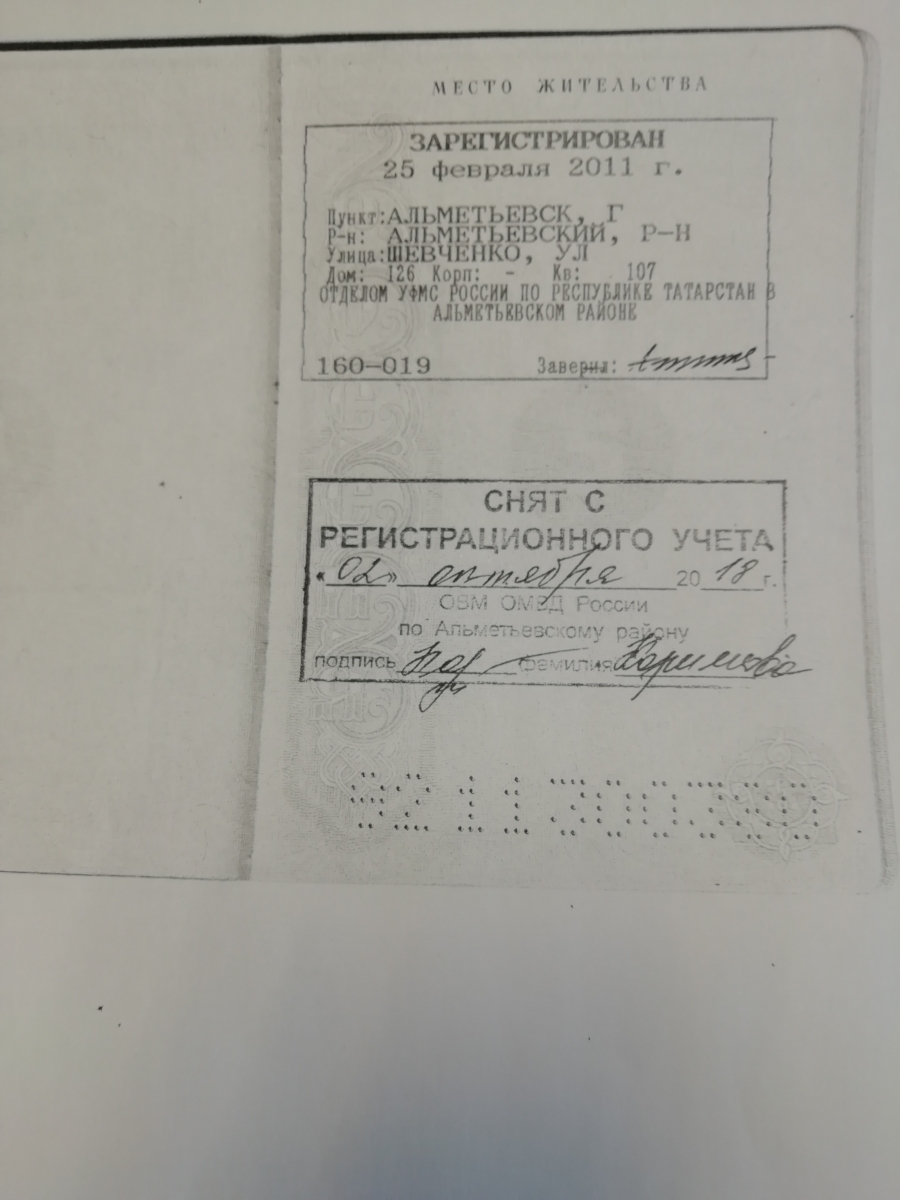 МЕСТО ЖИТЕЛЬСТВА
ЗАРЕГИСТРИРОВАН
25 февраля 2011 г.
Пункт: АЛЬМЕТЬЕВСК, Г
Р-н: АЛЬМЕТЬЕВСКИЙ, Р-Н
Улица: ШЕВЧЕНКО, УЛ
Дом: 126 Корп: - Кв: 107
ОТДЕЛОМ УФМС РОССИИ ПО РЕСПУБЛИКЕ ТАТАРСТАН В
АЛЬМЕТЬЕВСКОМ РАЙОНЕ
160-019 Заверил:
СНЯТ С
РЕГИСТРАЦИОННОГО УЧЕТА
«02» октября 2018 г.
ОВМ ОМВД России
по Альметьевскому району
подпись фамилия Каримова